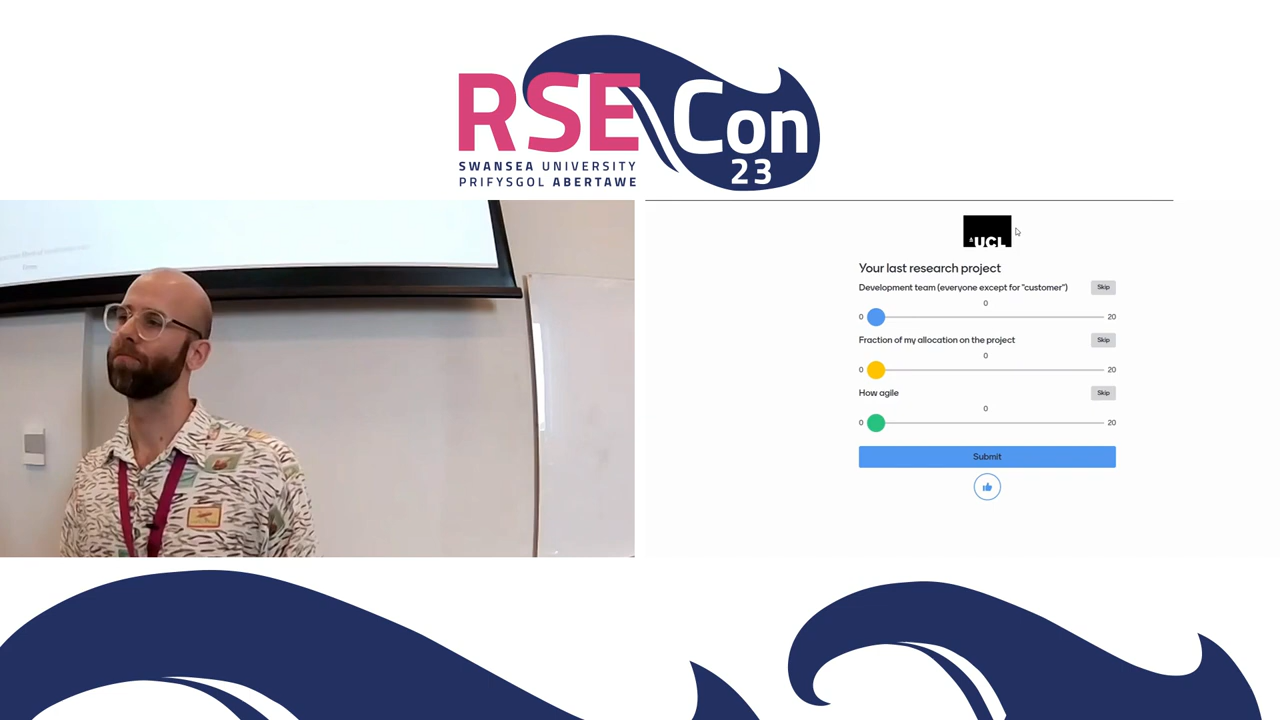 RSE Con
23
SWANSEA UNIVERSITY
PRIFYSGOL ABERTAWE
UCL
Your last research project
Development team (everyone except for "customer")
Skip
0
0
20
Fraction of my allocation on the project
Skip
0
0
20
How agile
Skip
0
0
20
Submit